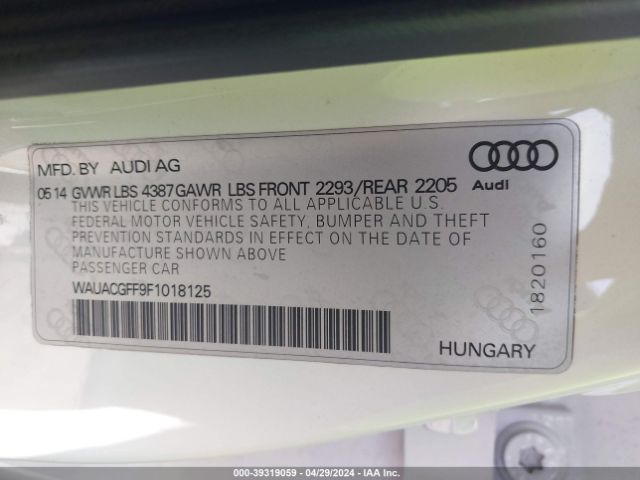 MFD. BY AUDI AG
0514 GVWR LBS 4387 GAWR LBS FRONT 2293/REAR 2205
Audi
THIS VEHICLE CONFORMS TO ALL APPLICABLE U.S.
FEDERAL MOTOR VEHICLE SAFETY, BUMPER AND THEFT
PREVENTION STANDARDS IN EFFECT ON THE DATE OF
MANUFACTURE SHOWN ABOVE
PASSENGER CAR
WAUACGFF9F1018125
1820160
HUNGARY
000-39319059 - 04/29/2024 - IAA Inc.